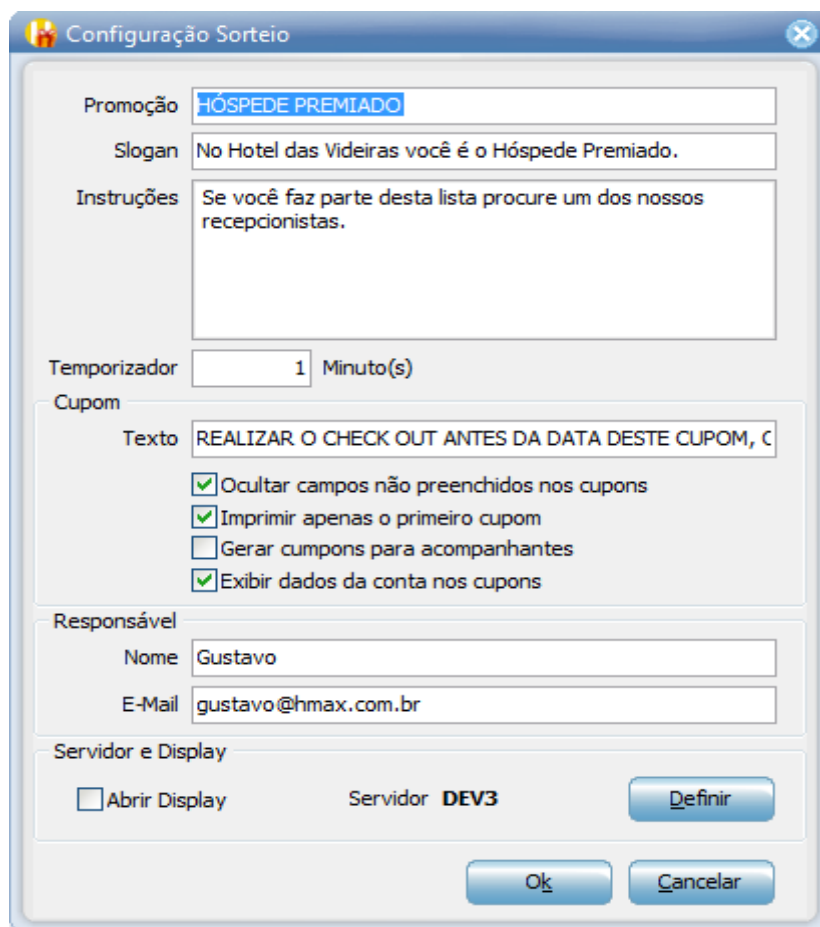 Configuração Sorteio
Promoção HÓSPEDE PREMIADO
Slogan No Hotel das Videiras você é o Hóspede Premiado.
Instruções Se você faz parte desta lista procure um dos nossos
recepcionistas.
Temporizador 1 Minuto(s)
Cupom
Texto REALIZAR O CHECK OUT ANTES DA DATA DESTE CUPOM,
Ocultar campos não preenchidos nos cupons
Imprimir apenas o primeiro cupom
Gerar cumpons para acompanhantes
Exibir dados da conta nos cupons
Responsável
Nome Gustavo
E-Mail gustavo@hmax.com.br
Servidor e Display
Abrir Display Servidor DEV3 Definir
Ok Cancelar